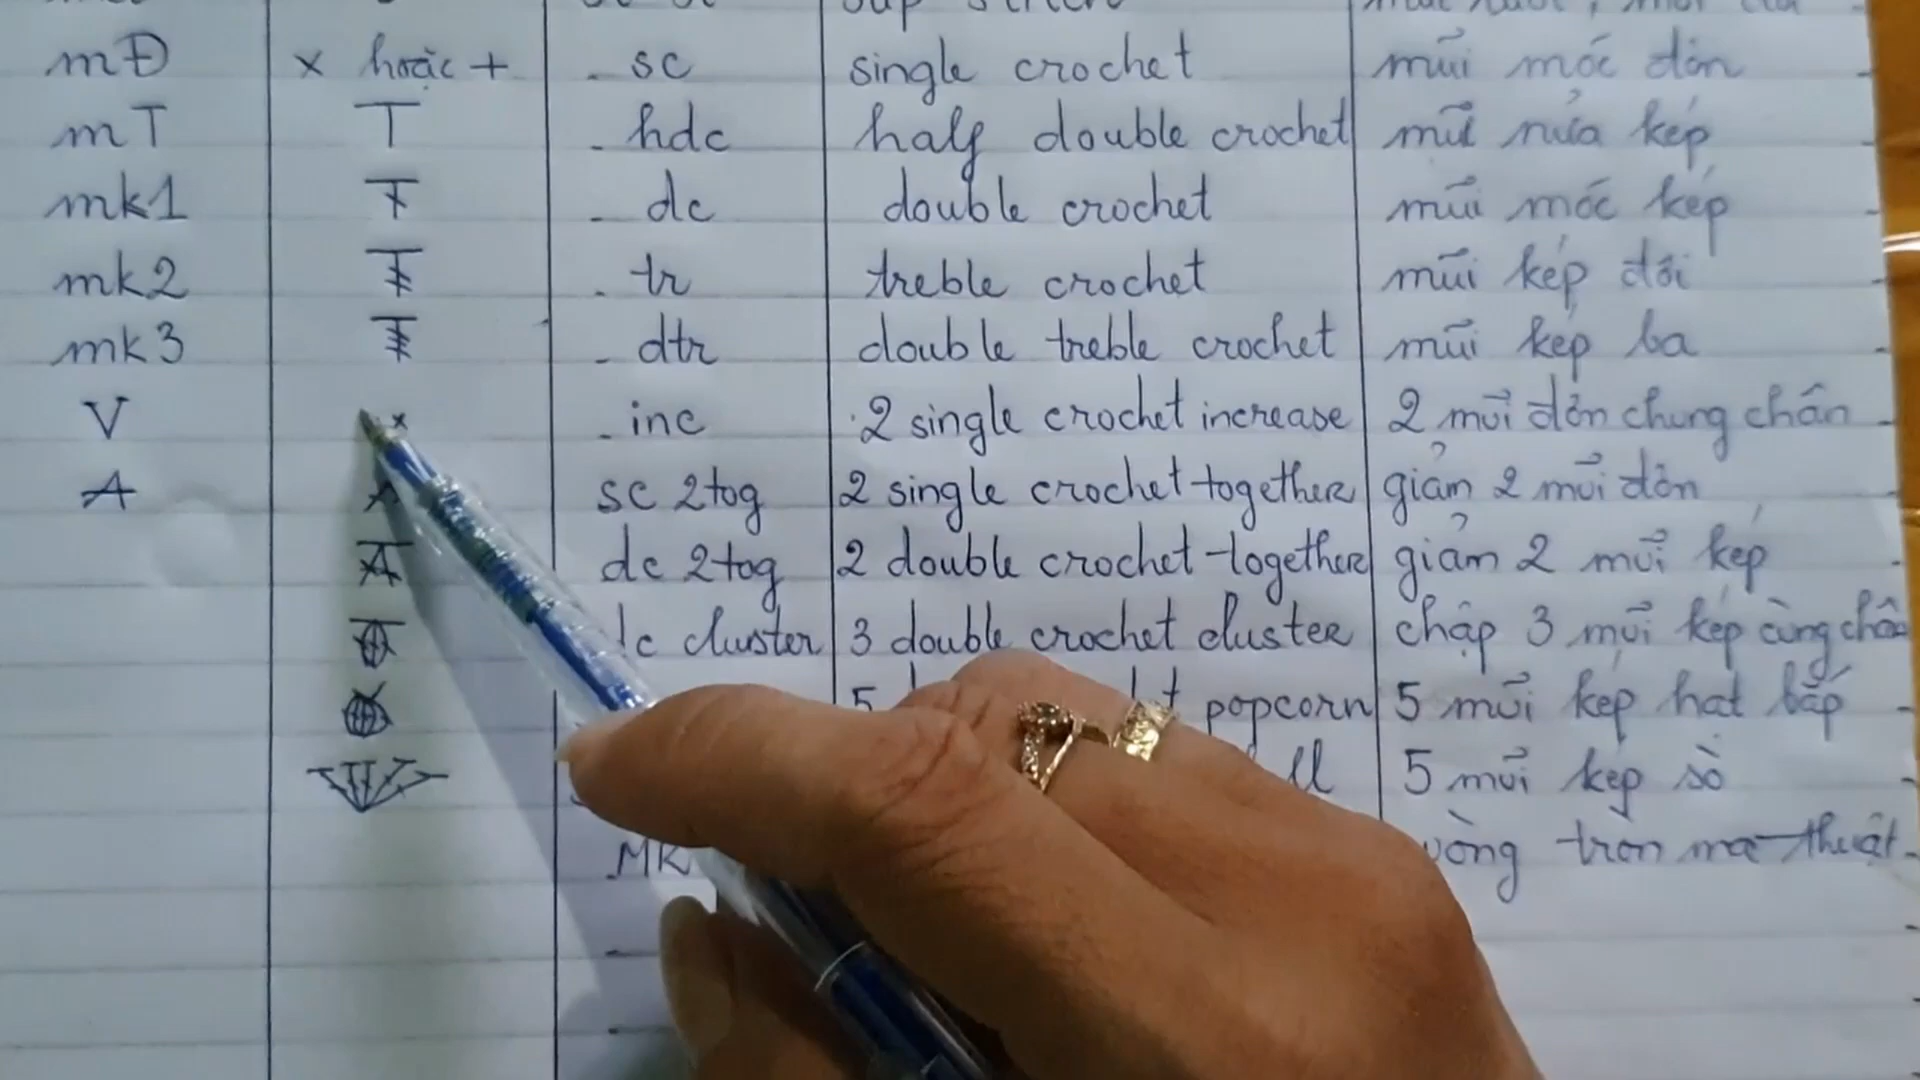 mĐ x hoặc + - sc single crochet mũi móc đơn
mT T - hdc half double crochet mũi nửa kép
mk1 - dc double crochet mũi móc kép
mk2 - tr treble crochet mũi kép đôi
mk3 - dtr double treble crochet mũi kép ba
V - inc 2 single crochet increase 2 mũi đơn chung chân
A sc 2tog 2 single crochet together giảm 2 mũi đơn
dc 2tog 2 double crochet together giảm 2 mũi kép
cluster 3 double crochet cluster chập 3 mũi kép cùng chân
5 popcorn 5 mũi kép hạt bắp
5 mũi kép sò
tròn ma thuật